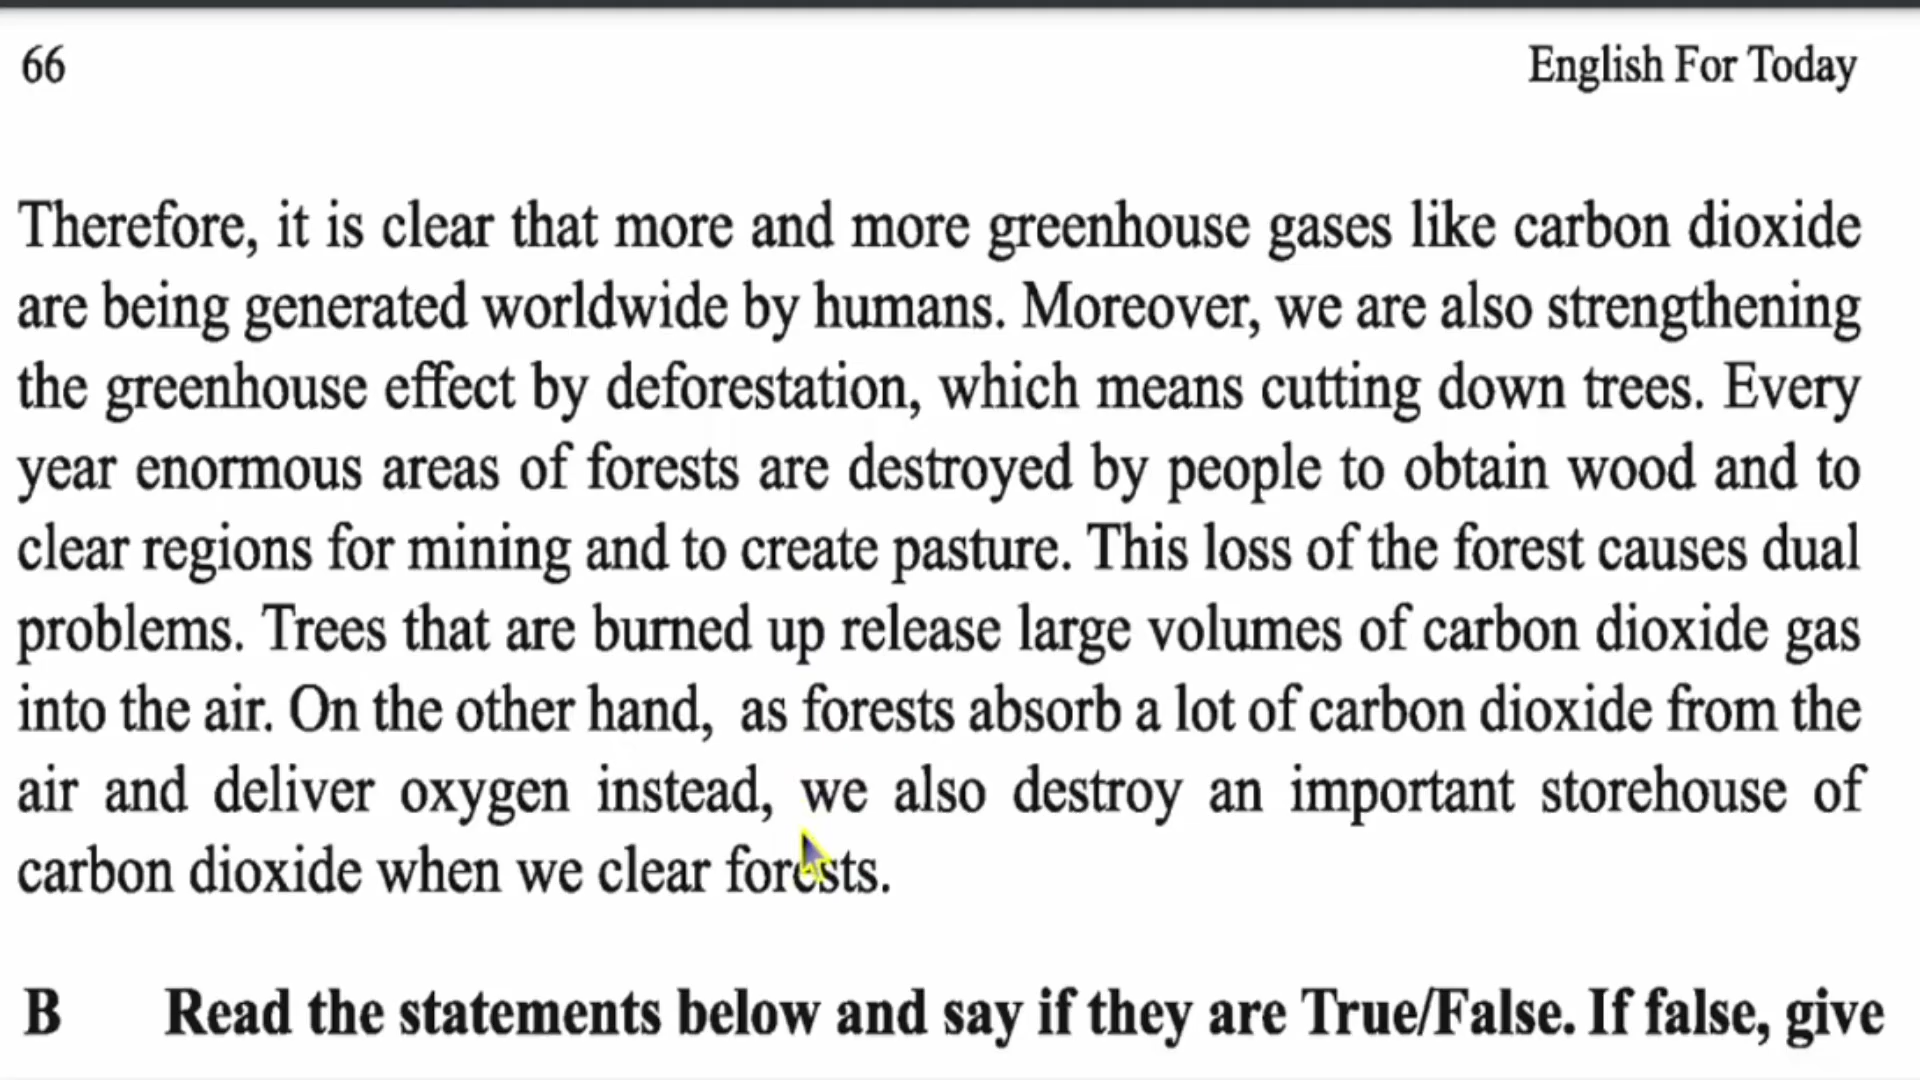 66 English For Today
Therefore, it is clear that more and more greenhouse gases like carbon dioxide
are being generated worldwide by humans. Moreover, we are also strengthening
the greenhouse effect by deforestation, which means cutting down trees. Every
year enormous areas of forests are destroyed by people to obtain wood and to
clear regions for mining and to create pasture. This loss of the forest causes dual
problems. Trees that are burned up release large volumes of carbon dioxide gas
into the air. On the other hand, as forests absorb a lot of carbon dioxide from the
air and deliver oxygen instead, we also destroy an important storehouse of
carbon dioxide when we clear forests.
B Read the statements below and say if they are True/False. If false, give